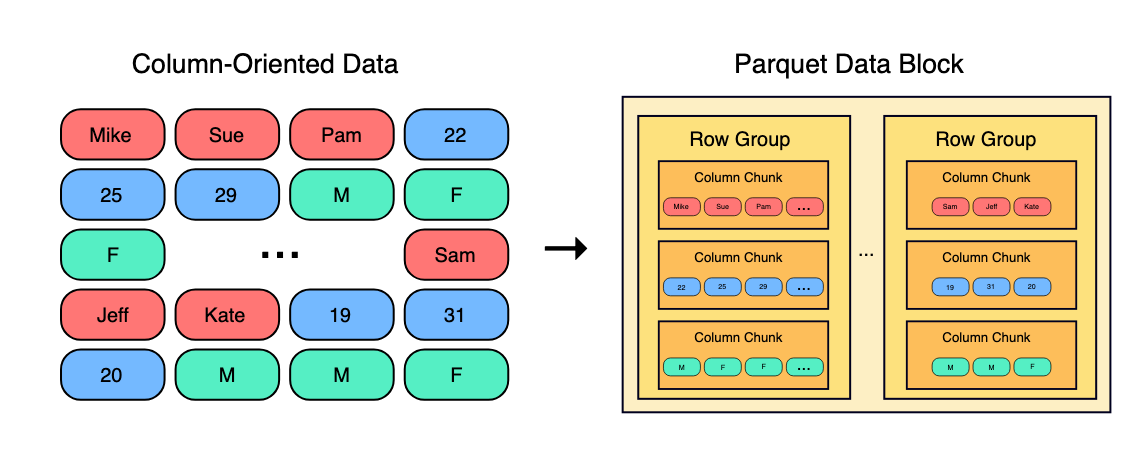 Column-Oriented Data
Mike Sue Pam 22
25 29 M F
F ... Sam
Jeff Kate 19 31
20 M M F
Parquet Data Block
Row Group
Column Chunk
Mike Sue Pam ...
Column Chunk
22 25 29 ...
Column Chunk
M F F ...
...
Row Group
Column Chunk
Sam Jeff Kate
Column Chunk
19 31 20
Column Chunk
M M F